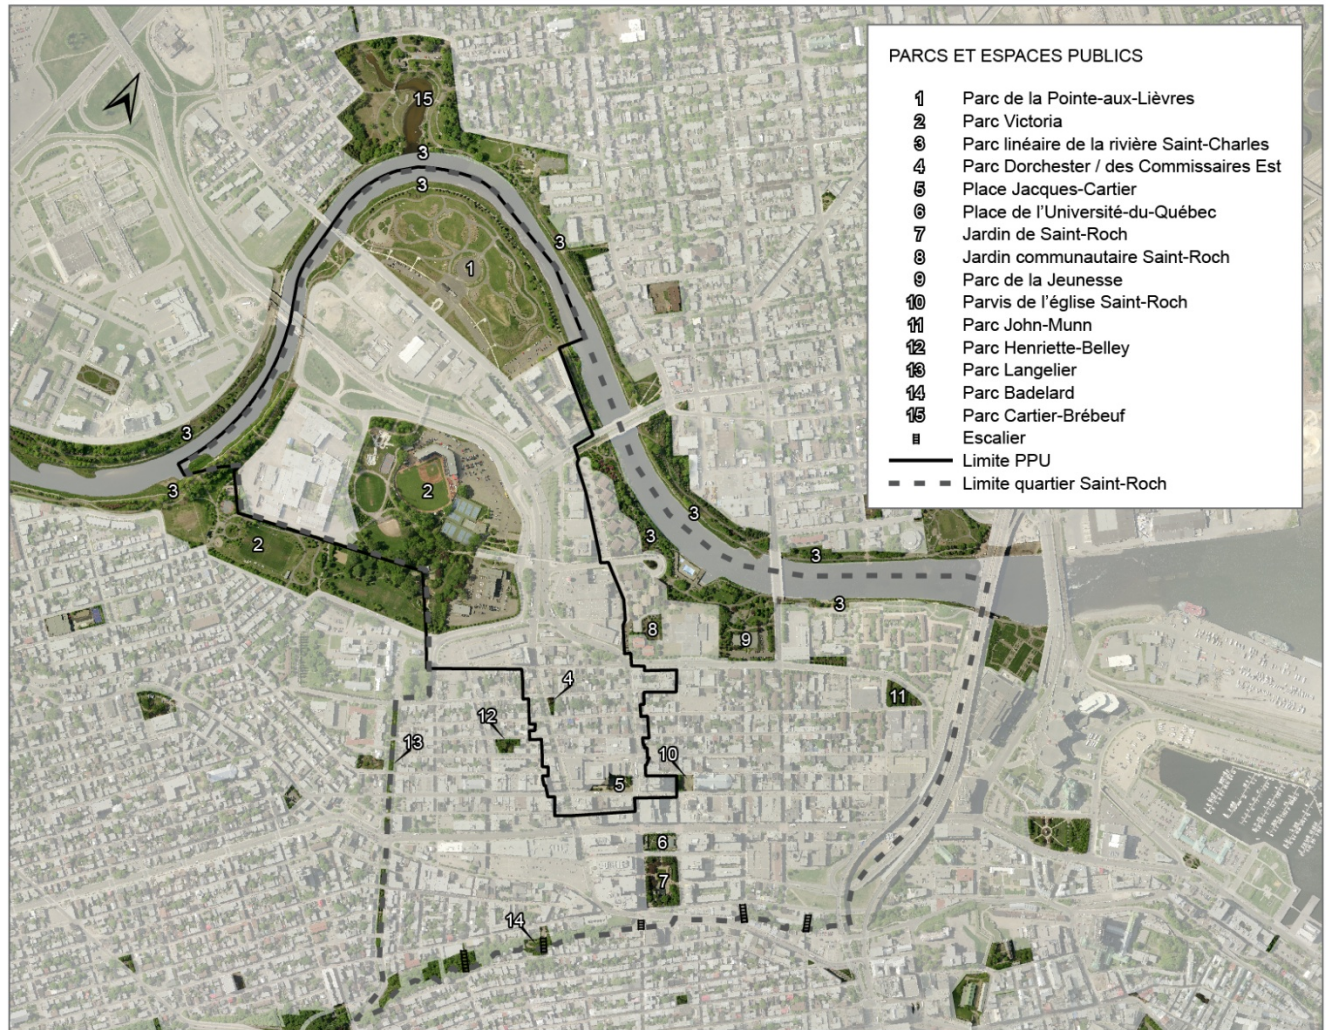 PARCS ET ESPACES PUBLICS
1 Parc de la Pointe-aux-Lièvres
2 Parc Victoria
3 Parc linéaire de la rivière Saint-Charles
4 Parc Dorchester / des Commissaires Est
5 Place Jacques-Cartier
6 Place de l'Université-du-Québec
7 Jardin de Saint-Roch
8 Jardin communautaire Saint-Roch
9 Parc de la Jeunesse
10 Parvis de l'église Saint-Roch
11 Parc John-Munn
12 Parc Henriette-Belley
13 Parc Langelier
14 Parc Badelard
15 Parc Cartier-Brébeuf
Escalier
Limite PPU
Limite quartier Saint-Roch
15
3
3
3
1
3
2
3
3
2
3
3
3
8
9
4
11
12
13
10
5
6
7
14